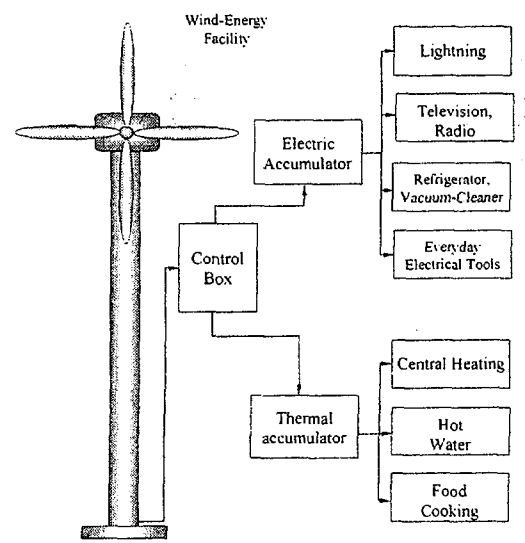 Wind-Energy
Facility
Lightning
Television,
Radio
Electric
Accumulator
Refrigerator,
Vacuum-Cleaner
Everyday
Electrical Tools
Control
Box
Central Heating
Thermal
accumulator
Hot
Water
Food
Cooking